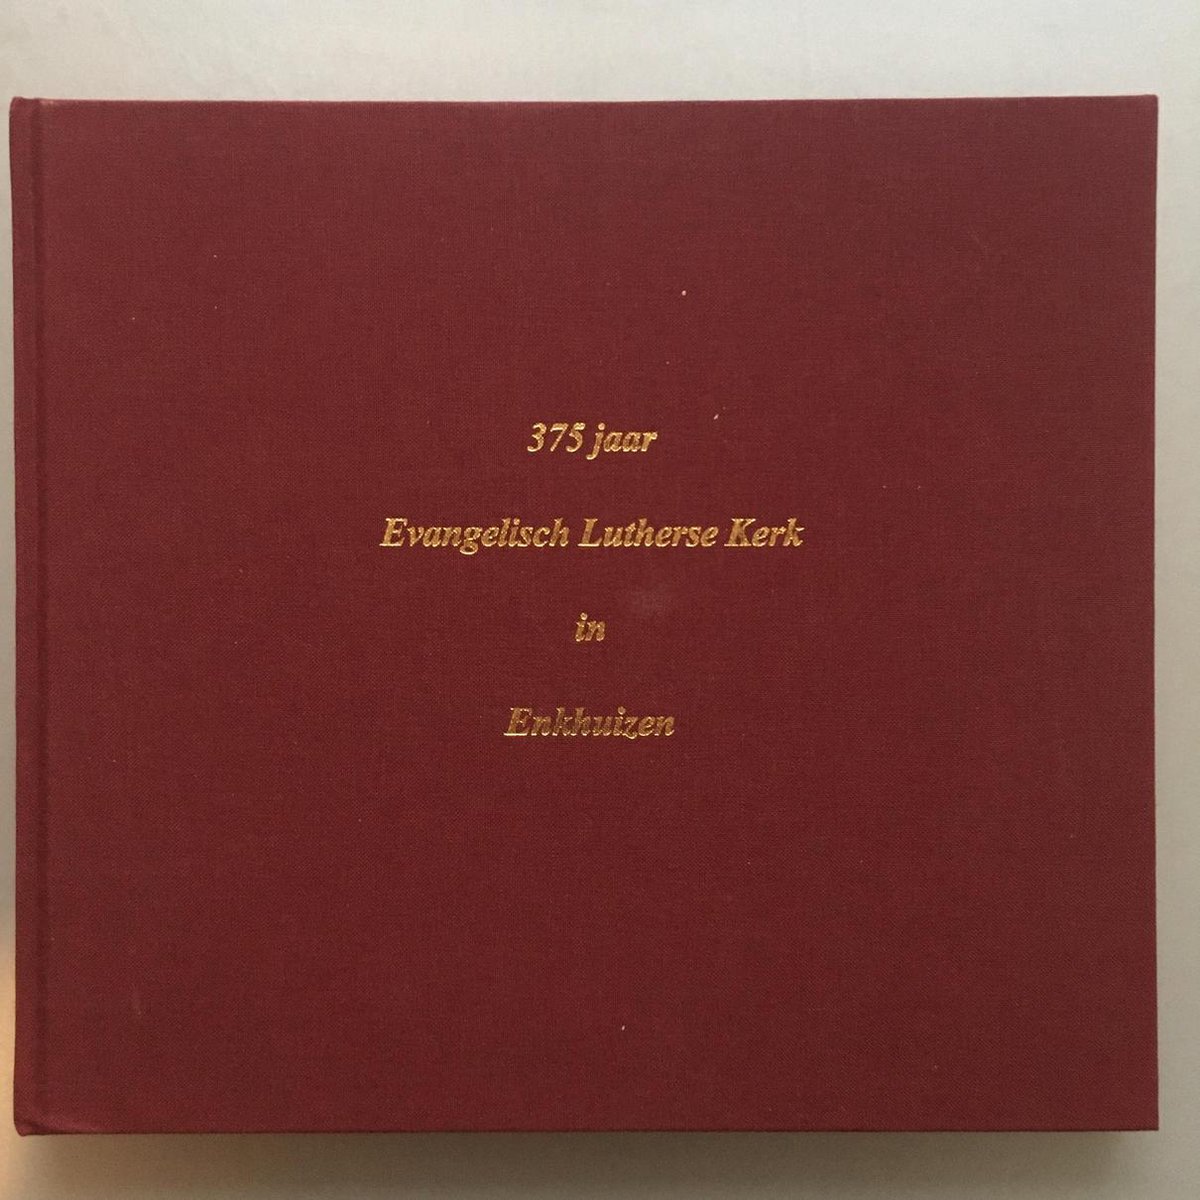 375 jaar
Evangelisch Lutherse Kerk
in
Enkhuizen